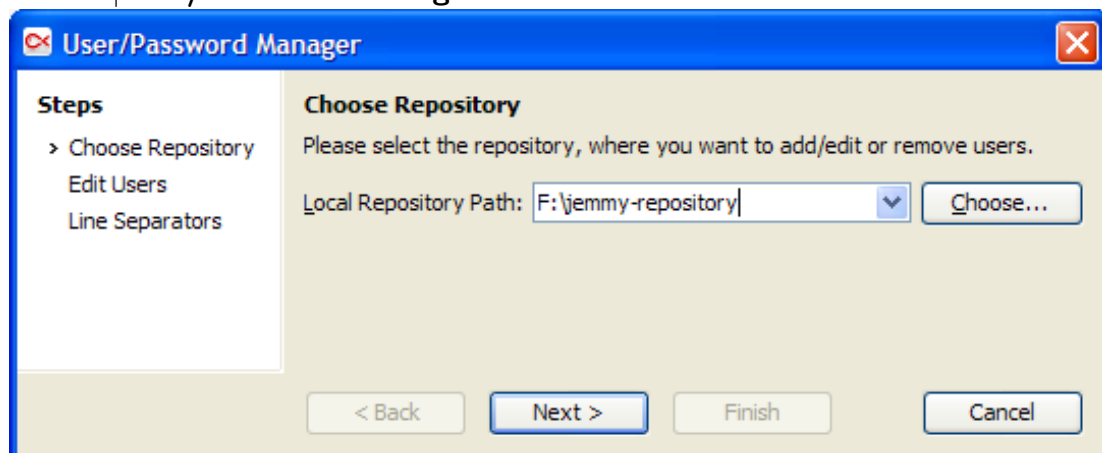 User/Password Manager
Steps
> Choose Repository
Edit Users
Line Separators
Choose Repository
Please select the repository, where you want to add/edit or remove users.
Local Repository Path: F:\jemmy-repository Choose...
< Back Next > Finish Cancel